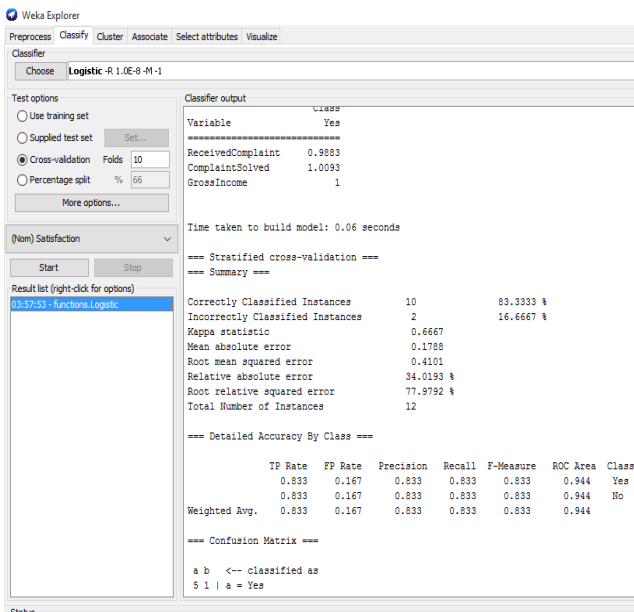 Weka Explorer
Preprocess Classify Cluster Associate Select attributes Visualize
Classifier
Choose Logistic -R 1.0E-8 -M -1
Test options
Use training set
Supplied test set Set...
Cross-validation Folds 10
Percentage split % 66
More options...
(Nom) Satisfaction
Start Stop
Result list (right-click for options)
03:57:53 - functions.Logistic
Classifier output
Class
Variable Yes
============================
ReceivedComplaint 0.9883
ComplaintSolved 1.0093
GrossIncome 1
Time taken to build model: 0.06 seconds
=== Stratified cross-validation ===
=== Summary ===
Correctly Classified Instances 10 83.3333 %
Incorrectly Classified Instances 2 16.6667 %
Kappa statistic 0.6667
Mean absolute error 0.1788
Root mean squared error 0.4101
Relative absolute error 34.0193 %
Root relative squared error 77.9792 %
Total Number of Instances 12
=== Detailed Accuracy By Class ===
TP Rate FP Rate Precision Recall F-Measure ROC Area Class
0.833 0.167 0.833 0.833 0.833 0.944 Yes
0.833 0.167 0.833 0.833 0.833 0.944 No
Weighted Avg. 0.833 0.167 0.833 0.833 0.833 0.944
=== Confusion Matrix ===
a b <-- classified as
5 1 | a = Yes
Status